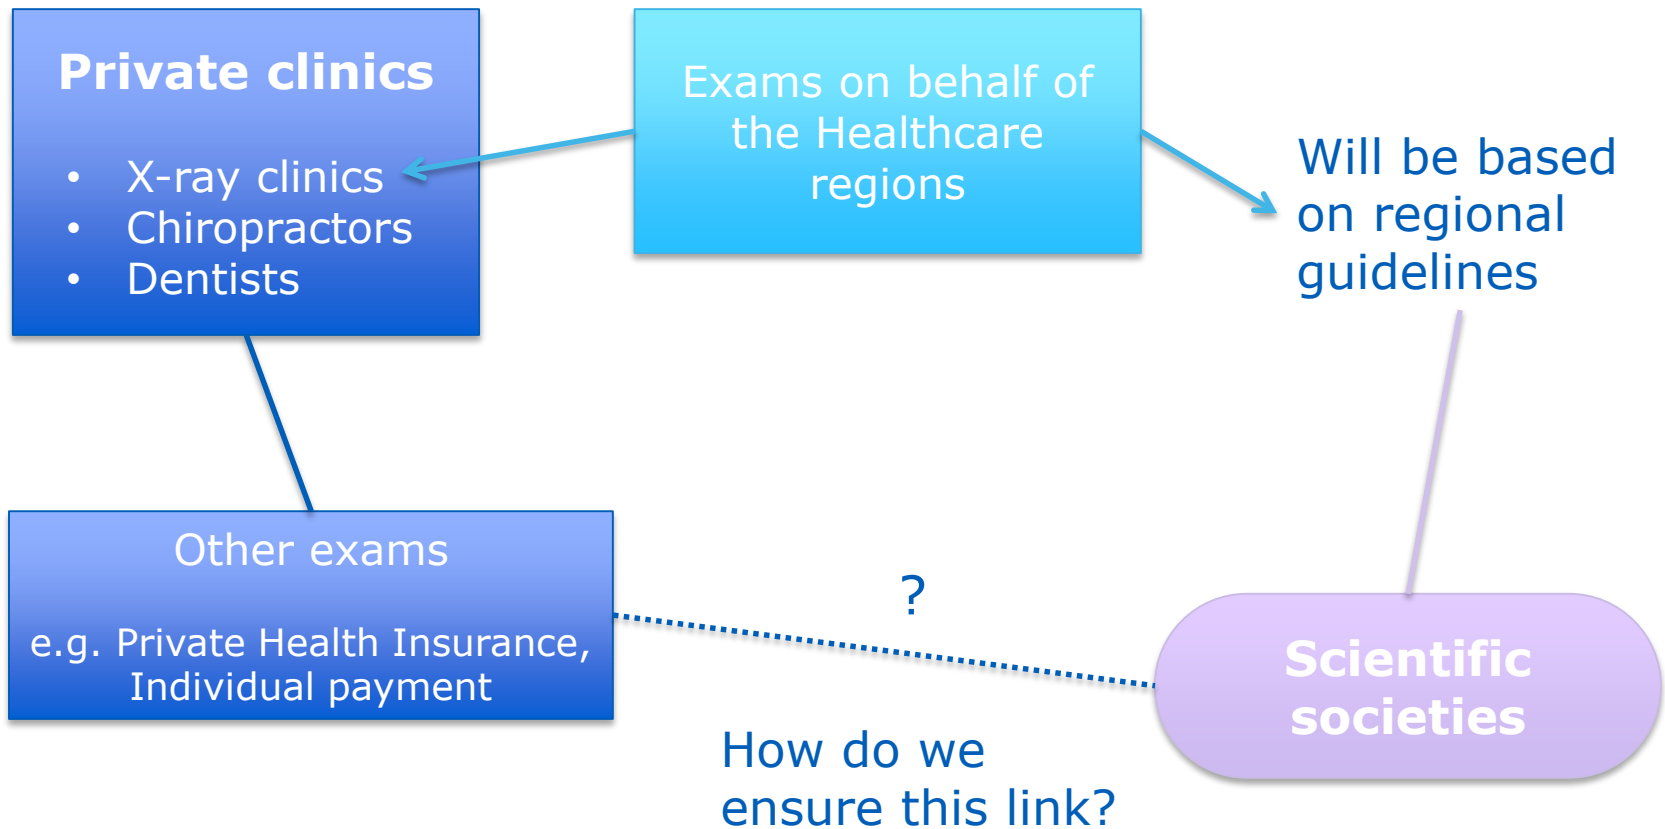 Private clinics
• X-ray clinics
• Chiropractors
• Dentists
Exams on behalf of
the Healthcare
regions
Will be based
on regional
guidelines
Other exams
e.g. Private Health Insurance,
Individual payment
?
How do we
ensure this link?
Scientific
societies